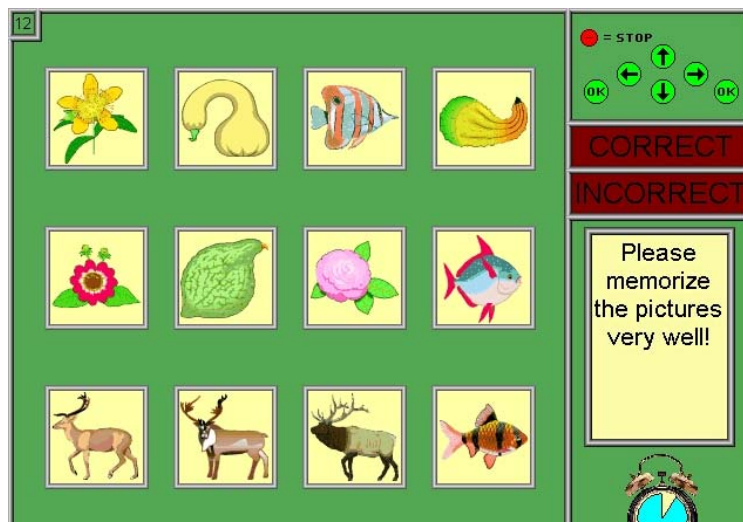 12
= STOP
OK
OK
CORRECT
INCORRECT
Please
memorize
the pictures
very well!